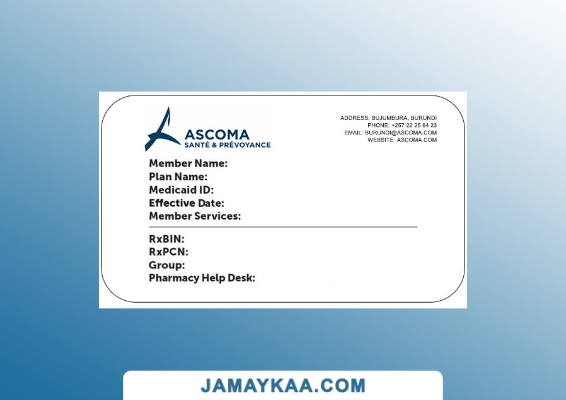 ASCOMA
SANTÉ & PRÉVOYANCE
ADDRESS: BUJUMBURA, BURUNDI
PHONE: +257 22 25 64 23
EMAIL: BURUNDI@ASCOMA.COM
WEBSITE: ASCOMA.COM
Member Name:
Plan Name:
Medicaid ID:
Effective Date:
Member Services:
RxBIN:
RxPCN:
Group:
Pharmacy Help Desk:
JAMAYKAA.COM